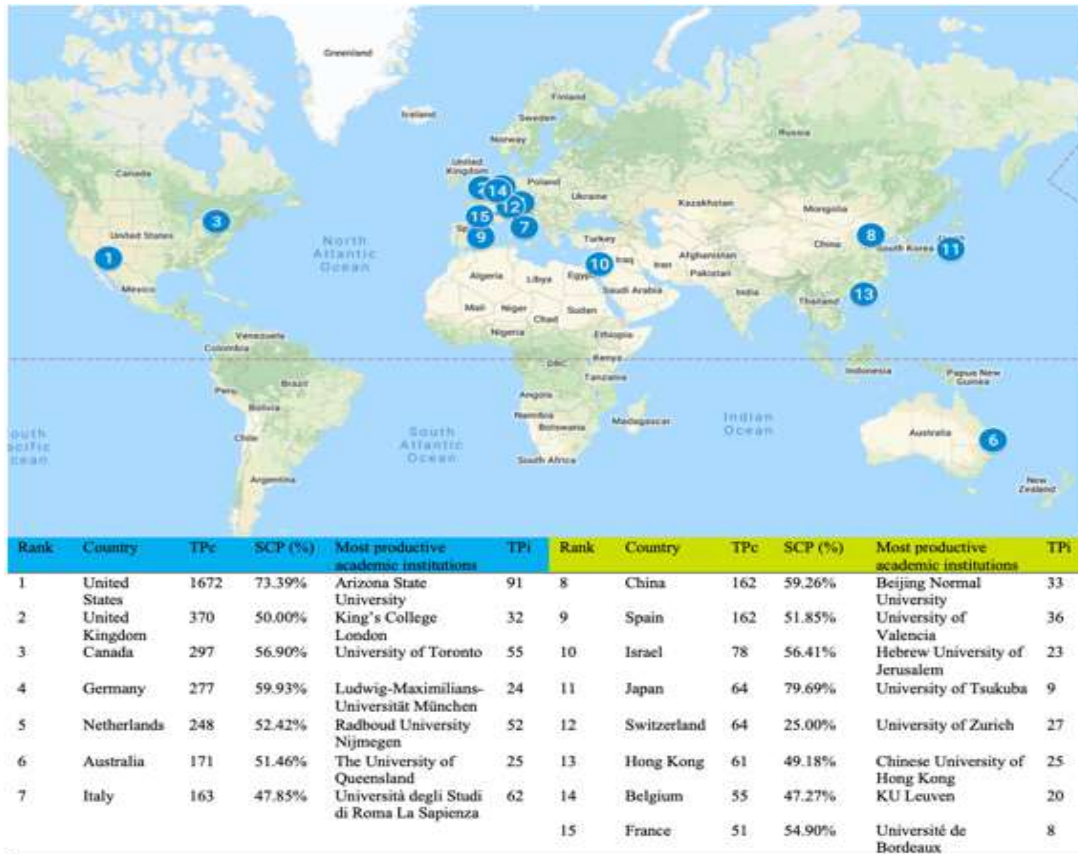 Greenland
Iceland
Finland
Sweden
Norway
Russia
Canada
United
Kingdom
Poland
Ukraine
Kazakhstan
Mongolia
United States
North
Atlantic
Ocean
Turkey
China
South Korea
Iraq
Iran
Afghanistan
Pakistan
Mexico
Algeria
Libya
Saudi Arabia
India
Thailand
Mali
Niger
Chad
Sudan
Nigeria
Ethiopia
Venezuela
Colombia
DRC
Kenya
Tanzania
Indonesia
Papua New
Guinea
Peru
Brazil
Bolivia
Angola
Namibia
Botswana
Madagascar
Indian
Ocean
Australia
Chile
South
Atlantic
Ocean
South Africa
Argentina
New
Zealand
1
3
14
12
15
7
9
10
8
11
13
6
Rank Country TPc SCP (%) Most productive academic institutions TPi
1 United States 1672 73.39% Arizona State University 91
2 United Kingdom 370 50.00% King's College London 32
3 Canada 297 56.90% University of Toronto 55
4 Germany 277 59.93% Ludwig-Maximilians-Universität München 24
5 Netherlands 248 52.42% Radboud University Nijmegen 52
6 Australia 171 51.46% The University of Queensland 25
7 Italy 163 47.85% Università degli Studi di Roma La Sapienza 62
Rank Country TPc SCP (%) Most productive academic institutions TPi
8 China 162 59.26% Beijing Normal University 33
9 Spain 162 51.85% University of Valencia 36
10 Israel 78 56.41% Hebrew University of Jerusalem 23
11 Japan 64 79.69% University of Tsukuba 9
12 Switzerland 64 25.00% University of Zurich 27
13 Hong Kong 61 49.18% Chinese University of Hong Kong 25
14 Belgium 55 47.27% KU Leuven 20
15 France 51 54.90% Université de Bordeaux 8